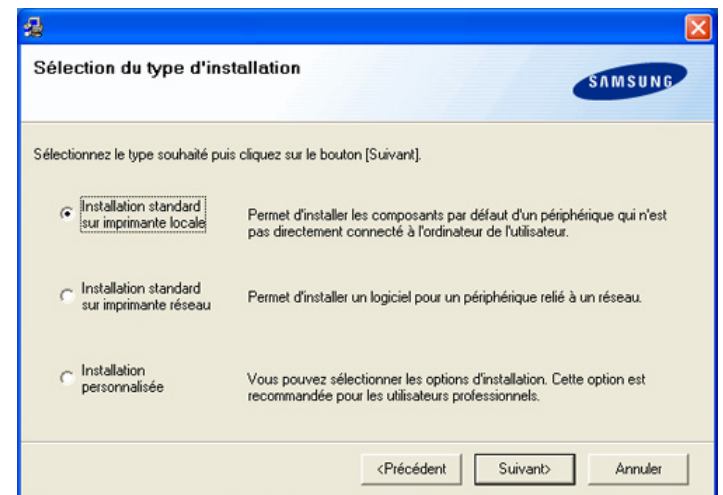 Sélection du type d'installation
SAMSUNG
Sélectionnez le type souhaité puis cliquez sur le bouton [Suivant].
Installation standard
sur imprimante locale
Permet d'installer les composants par défaut d'un périphérique qui n'est
pas directement connecté à l'ordinateur de l'utilisateur.
Installation standard
sur imprimante réseau
Permet d'installer un logiciel pour un périphérique relié à un réseau.
Installation
personnalisée
Vous pouvez sélectionner les options d'installation. Cette option est
recommandée pour les utilisateurs professionnels.
<Précédent
Suivant>
Annuler